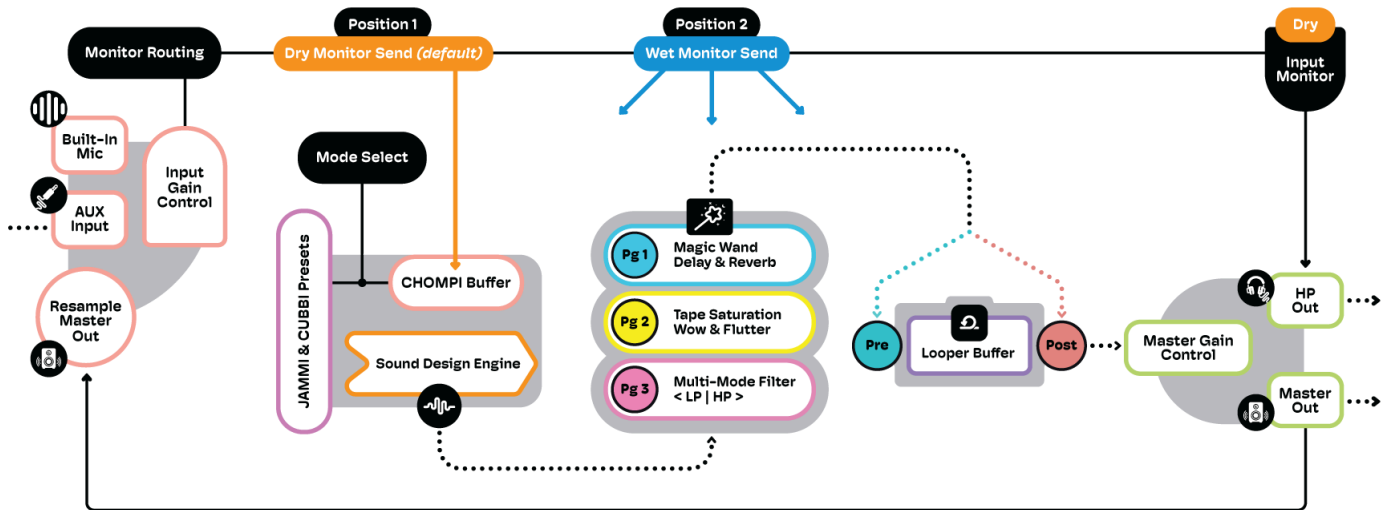 Position 1
Position 2
Dry
Monitor Routing
Dry Monitor Send (default)
Wet Monitor Send
Input
Monitor
Built-In
Mic
Input
Gain
Control
Mode Select
AUX
Input
JAMMI & CUBBI Presets
Pg 1
Magic Wand
Delay & Reverb
CHOMPI Buffer
Resample
Master
Out
HP
Out
Pg 2
Tape Saturation
Wow & Flutter
Pre
Looper Buffer
Post
Master Gain
Control
Sound Design Engine
Pg 3
Multi-Mode Filter
< LP | HP >
Master
Out